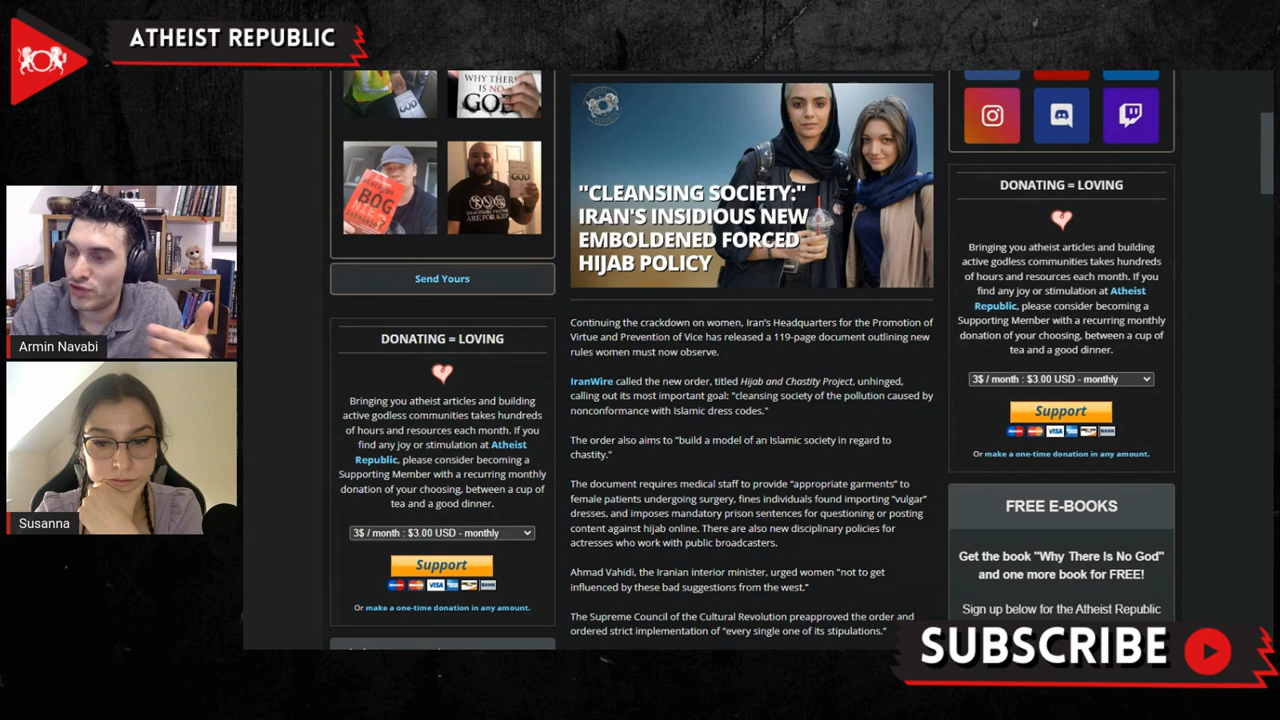 ATHEIST REPUBLIC
WHY THERE
IS NO
GOD
GOD
BOG
NIE
"CLEANSING SOCIETY:"
IRAN'S INSIDIOUS NEW
EMBOLDENED FORCED
HIJAB POLICY
Send Yours
DONATING = LOVING
Bringing you atheist articles and building
active godless communities takes hundreds
of hours and resources each month. If you
find any joy or stimulation at Atheist
Republic, please consider becoming a
Supporting Member with a recurring monthly
donation of your choosing, between a cup of
tea and a good dinner.
3$ / month : $3.00 USD - monthly
Support
VISA
BANK
Or make a one-time donation in any amount.
Continuing the crackdown on women, Iran's Headquarters for the Promotion of
Virtue and Prevention of Vice has released a 119-page document outlining new
rules women must now observe.
IranWire called the new order, titled Hijab and Chastity Project, unhinged,
calling out its most important goal: "cleansing society of the pollution caused by
nonconformance with Islamic dress codes."
The order also aims to "build a model of an Islamic society in regard to
chastity."
The document requires medical staff to provide "appropriate garments" to
female patients undergoing surgery, fines individuals found importing "vulgar"
dresses, and imposes mandatory prison sentences for questioning or posting
content against hijab online. There are also new disciplinary policies for
actresses who work with public broadcasters.
Ahmad Vahidi, the Iranian interior minister, urged women "not to get
influenced by these bad suggestions from the west."
The Supreme Council of the Cultural Revolution preapproved the order and
ordered strict implementation of "every single one of its stipulations."
DONATING = LOVING
Bringing you atheist articles and building
active godless communities takes hundreds
of hours and resources each month. If you
find any joy or stimulation at Atheist
Republic, please consider becoming a
Supporting Member with a recurring monthly
donation of your choosing, between a cup of
tea and a good dinner.
3$ / month : $3.00 USD - monthly
Support
VISA
BANK
Or make a one-time donation in any amount.
FREE E-BOOKS
Get the book "Why There Is No God"
and one more book for FREE!
Sign up below for the Atheist Republic
Armin Navabi
Susanna
SUBSCRIBE